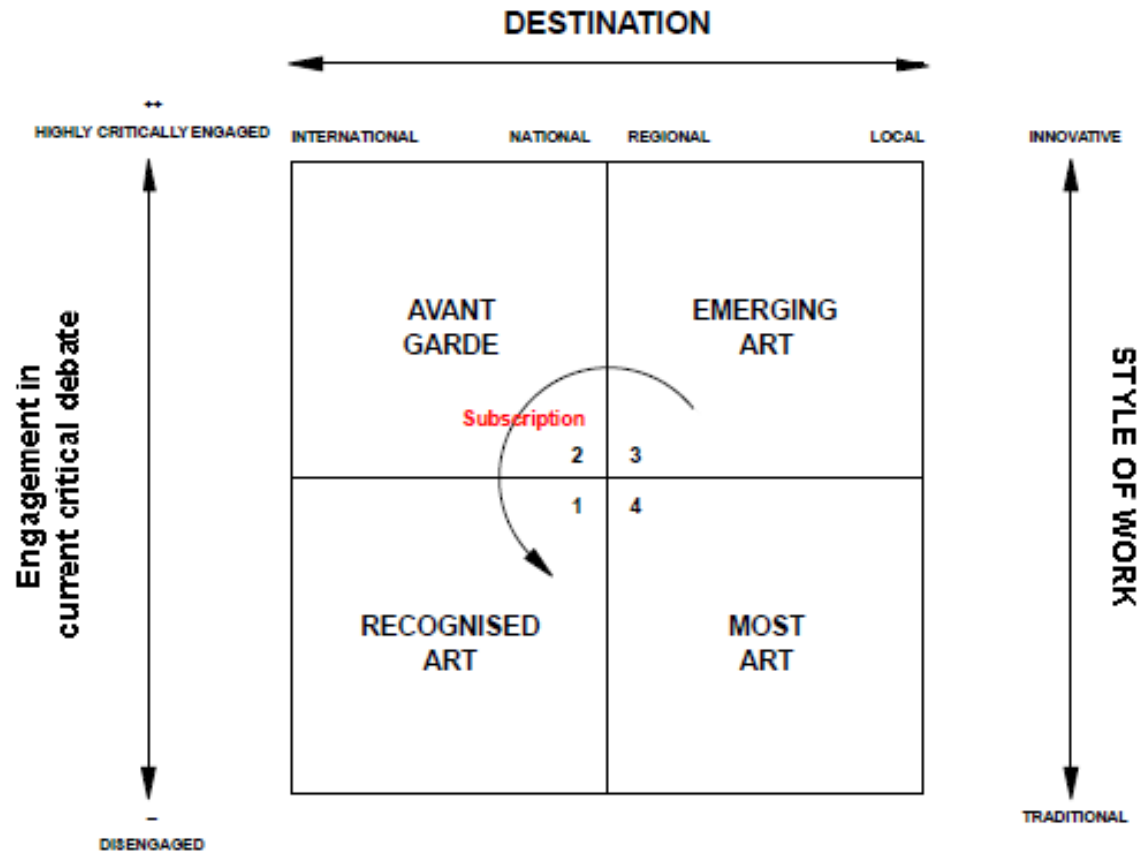 DESTINATION
++
HIGHLY CRITICALLY ENGAGED
INTERNATIONAL
NATIONAL
REGIONAL
LOCAL
INNOVATIVE
Engagement in
current critical debate
AVANT
GARDE
EMERGING
ART
STYLE OF WORK
Subscription
2
3
1
4
RECOGNISED
ART
MOST
ART
–
DISENGAGED
TRADITIONAL